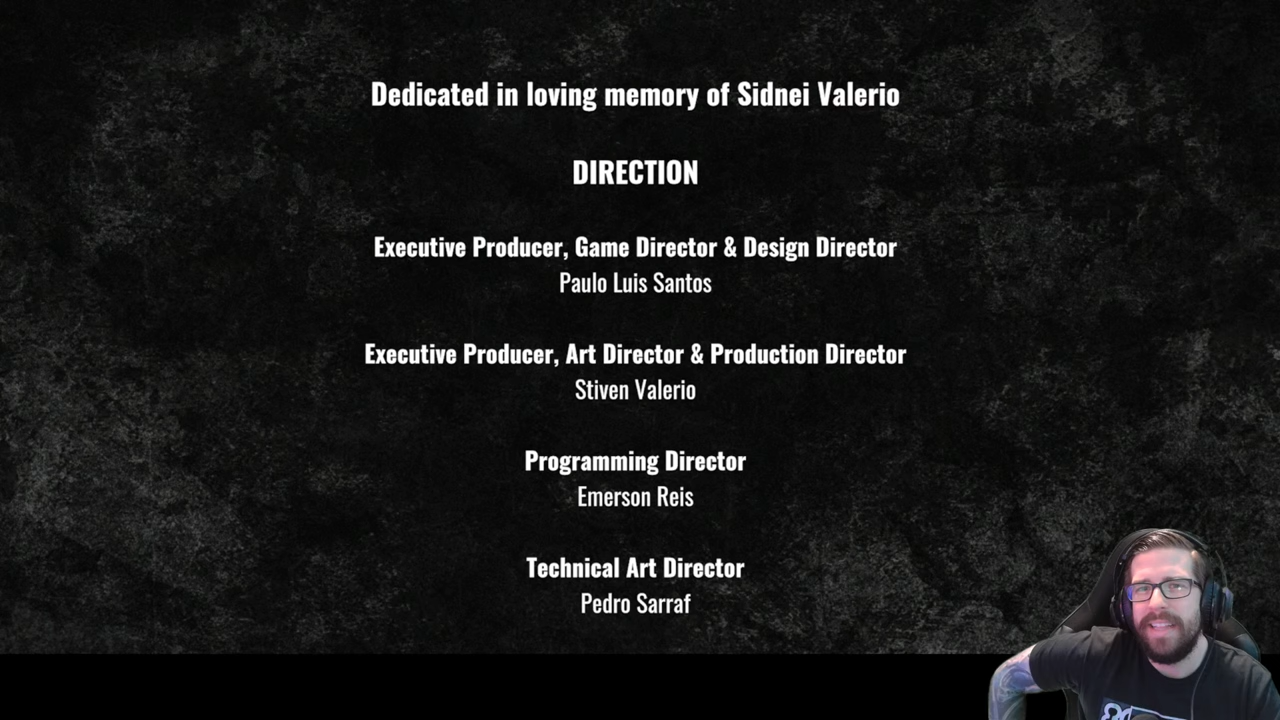 Dedicated in loving memory of Sidnei Valerio
DIRECTION
Executive Producer, Game Director & Design Director
Paulo Luis Santos
Executive Producer, Art Director & Production Director
Stiven Valerio
Programming Director
Emerson Reis
Technical Art Director
Pedro Sarraf